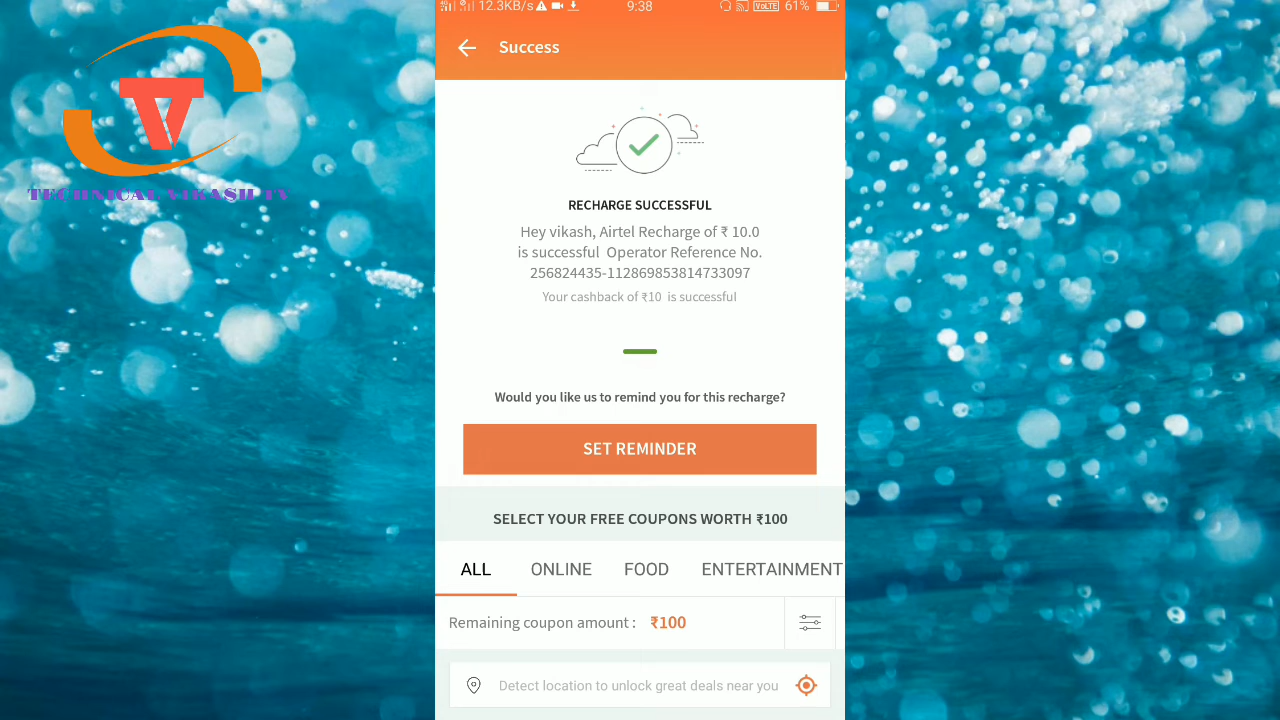 12.3KB/s 9:38 VoLTE 61%
Success
TECHNICAL VIKASH TV
RECHARGE SUCCESSFUL
Hey vikash, Airtel Recharge of ₹ 10.0
is successful Operator Reference No.
256824435-112869853814733097
Your cashback of ₹10 is successful
Would you like us to remind you for this recharge?
SET REMINDER
SELECT YOUR FREE COUPONS WORTH ₹100
ALL ONLINE FOOD ENTERTAINMENT
Remaining coupon amount : ₹100
Detect location to unlock great deals near you